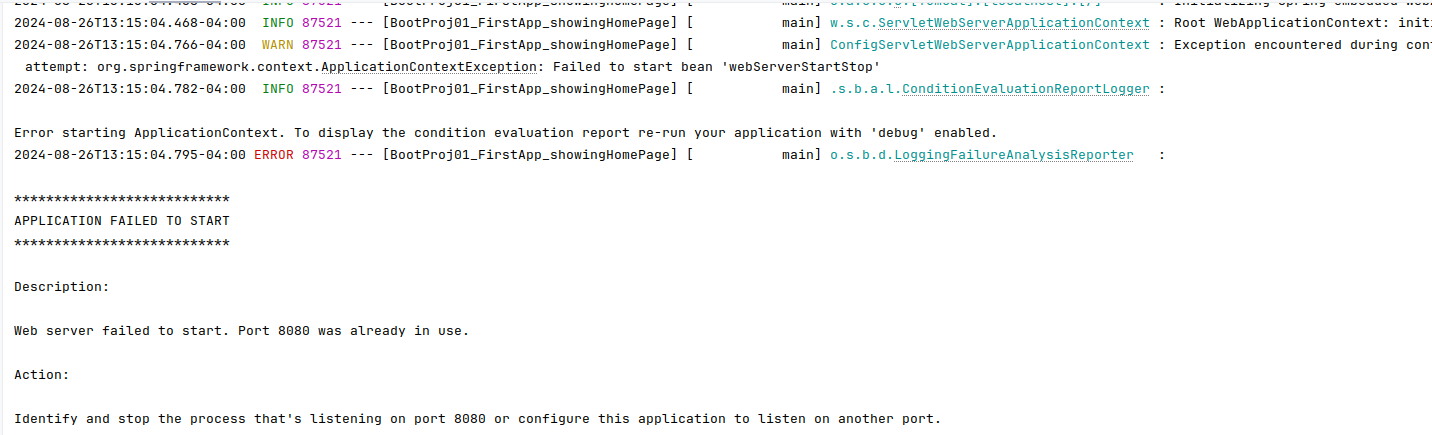 2024-08-26T13:15:04.468-04:00  INFO 87521 --- [BootProj01_FirstApp_showingHomePage] [           main] w.s.c.ServletWebServerApplicationContext : Root WebApplicationContext:
2024-08-26T13:15:04.766-04:00  WARN 87521 --- [BootProj01_FirstApp_showingHomePage] [           main] ConfigServletWebServerApplicationContext : Exception encountered during
attempt: org.springframework.context.ApplicationContextException: Failed to start bean 'webServerStartStop'
2024-08-26T13:15:04.782-04:00  INFO 87521 --- [BootProj01_FirstApp_showingHomePage] [           main] .s.b.a.l.ConditionEvaluationReportLogger :
Error starting ApplicationContext. To display the condition evaluation report re-run your application with 'debug' enabled.
2024-08-26T13:15:04.795-04:00 ERROR 87521 --- [BootProj01_FirstApp_showingHomePage] [           main] o.s.b.d.LoggingFailureAnalysisReporter   :
***************************
APPLICATION FAILED TO START
***************************
Description:
Web server failed to start. Port 8080 was already in use.
Action:
Identify and stop the process that's listening on port 8080 or configure this application to listen on another port.